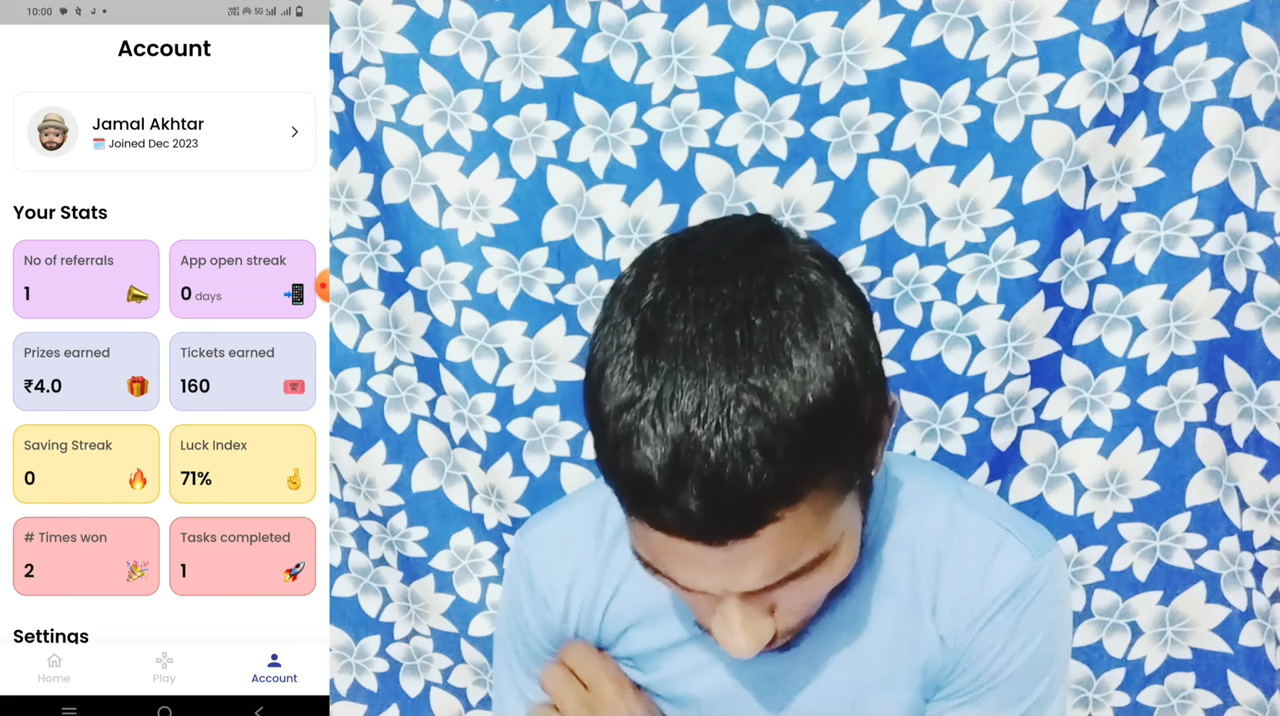 10:00
5G
Account
Jamal Akhtar
Joined Dec 2023
Your Stats
No of referrals
1
App open streak
0 days
Prizes earned
₹4.0
Tickets earned
160
Saving Streak
0
Luck Index
71%
# Times won
2
Tasks completed
1
Settings
Home
Play
Account